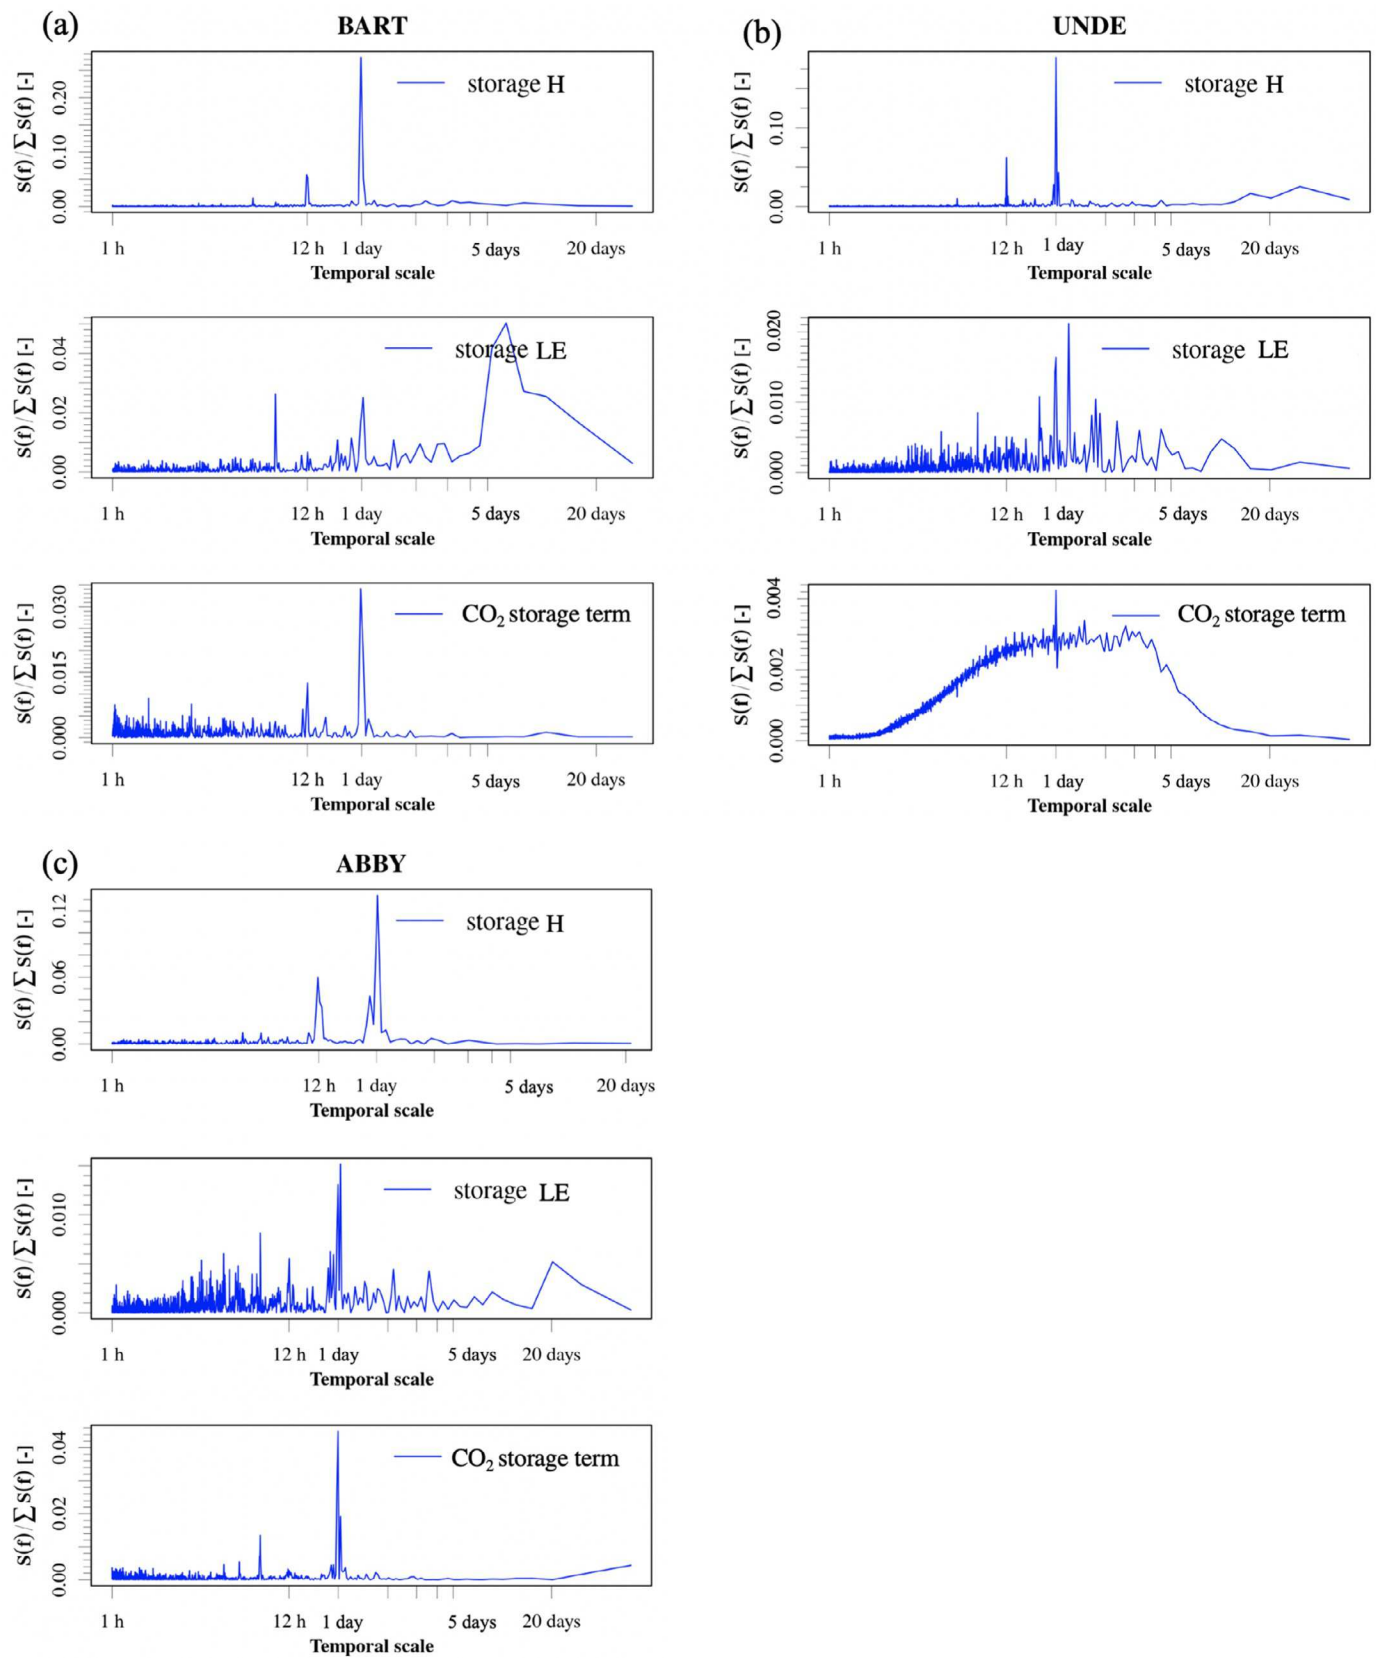 (a)
BART
s(f)/∑s(f) [-]
0.00 0.10 0.20
storage H
1 h 12 h 1 day 5 days 20 days
Temporal scale
s(f)/∑s(f) [-]
0.00 0.02 0.04
storage LE
1 h 12 h 1 day 5 days 20 days
Temporal scale
s(f)/∑s(f) [-]
0.000 0.015 0.030
CO₂ storage term
1 h 12 h 1 day 5 days 20 days
Temporal scale
(b)
UNDE
s(f)/∑s(f) [-]
0.00 0.10
storage H
1 h 12 h 1 day 5 days 20 days
Temporal scale
s(f)/∑s(f) [-]
0.000 0.010 0.020
storage LE
1 h 12 h 1 day 5 days 20 days
Temporal scale
s(f)/∑s(f) [-]
0.000 0.002 0.004
CO₂ storage term
1 h 12 h 1 day 5 days 20 days
Temporal scale
(c)
ABBY
s(f)/∑s(f) [-]
0.00 0.06 0.12
storage H
1 h 12 h 1 day 5 days 20 days
Temporal scale
s(f)/∑s(f) [-]
0.000 0.010
storage LE
1 h 12 h 1 day 5 days 20 days
Temporal scale
s(f)/∑s(f) [-]
0.00 0.02 0.04
CO₂ storage term
1 h 12 h 1 day 5 days 20 days
Temporal scale